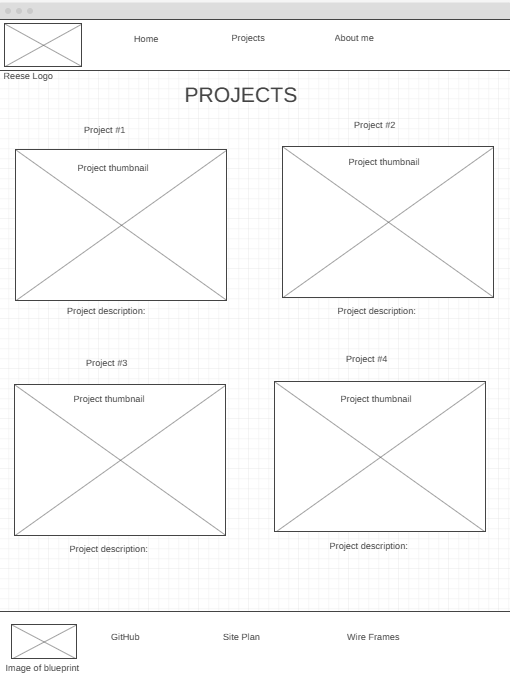 Home
Projects
About me
Reese Logo
PROJECTS
Project #1
Project #2
Project thumbnail
Project thumbnail
Project description:
Project description:
Project #3
Project #4
Project thumbnail
Project thumbnail
Project description:
Project description:
GitHub
Site Plan
Wire Frames
Image of blueprint